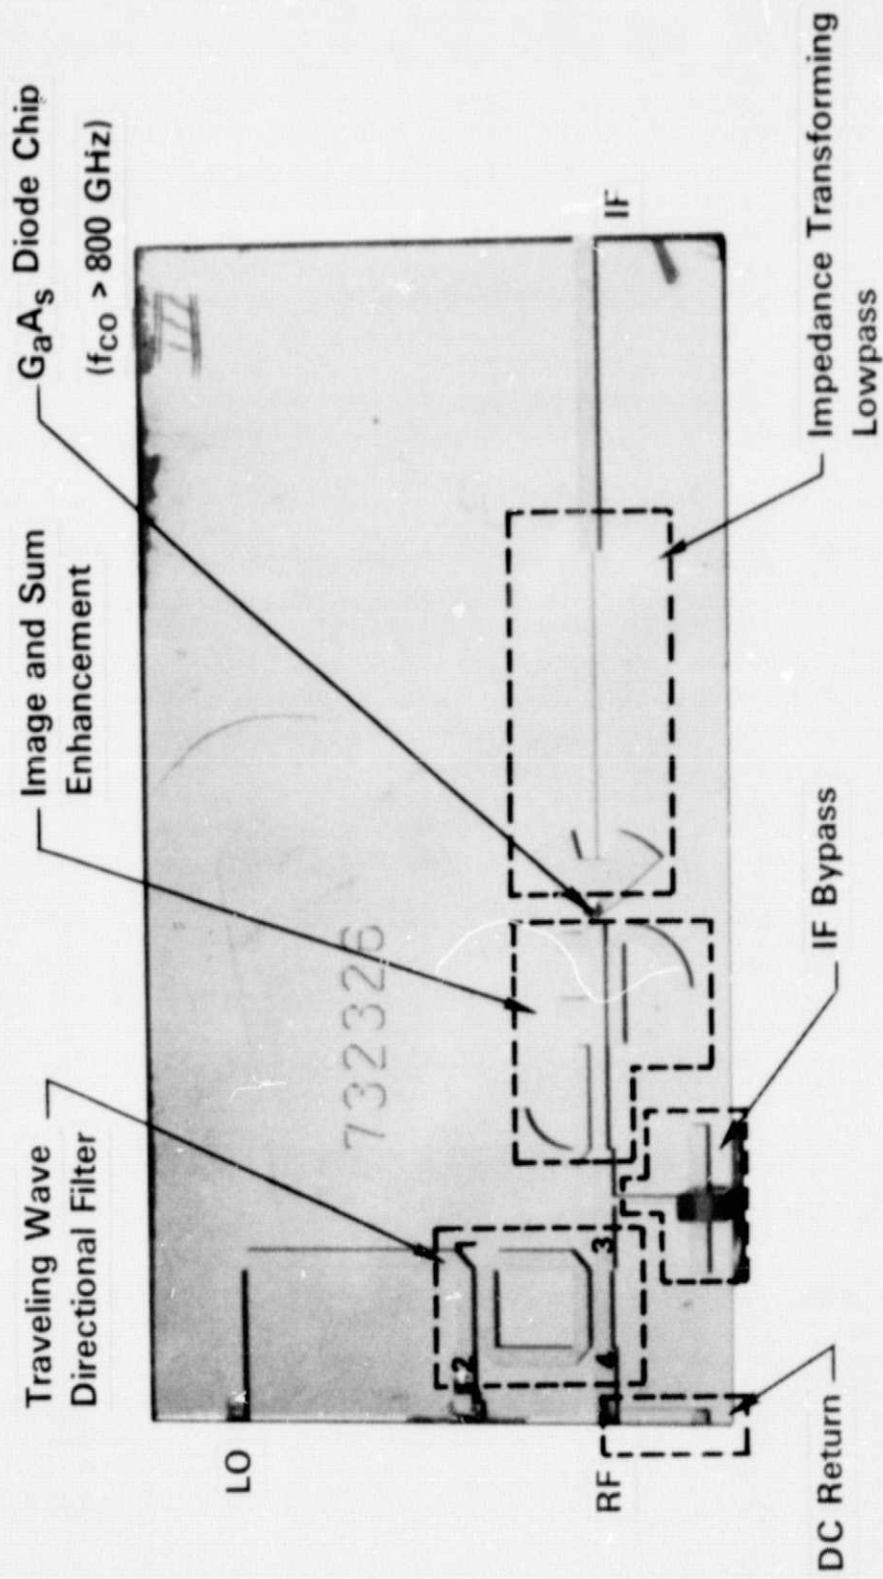 Traveling Wave
Directional Filter
Image and Sum
Enhancement
GaAs Diode Chip
(fco > 800 GHz)
LO
732326
III
2
1
3
4
RF
IF
DC Return
IF Bypass
Impedance Transforming
Lowpass